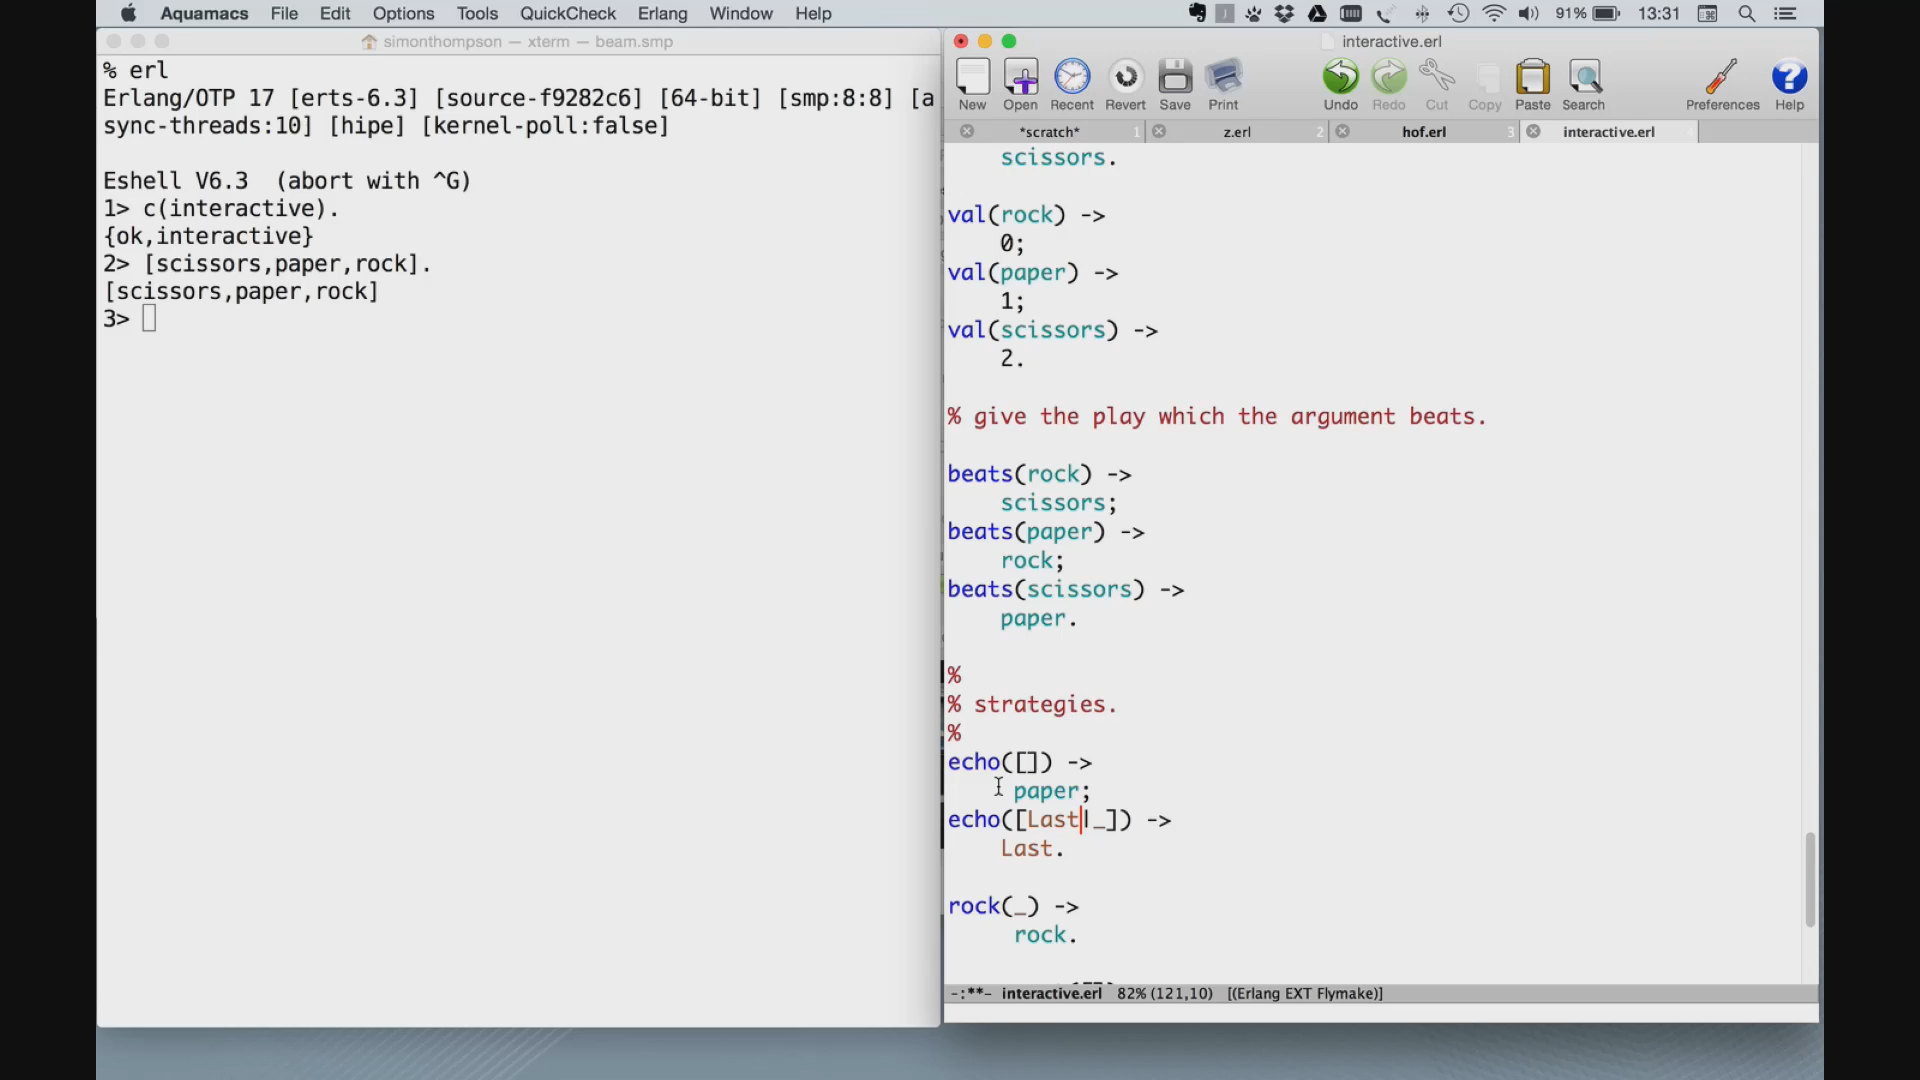 Aquamacs File Edit Options Tools QuickCheck Erlang Window Help 91% 13:31
simonthompson — xterm — beam.smp
% erl
Erlang/OTP 17 [erts-6.3] [source-f9282c6] [64-bit] [smp:8:8] [a
sync-threads:10] [hipe] [kernel-poll:false]
Eshell V6.3  (abort with ^G)
1> c(interactive).
{ok,interactive}
2> [scissors,paper,rock].
[scissors,paper,rock]
3>
interactive.erl
New Open Recent Revert Save Print Undo Redo Cut Copy Paste Search Preferences Help
*scratch* 1 z.erl 2 hof.erl 3 interactive.erl
scissors.
val(rock) ->
0;
val(paper) ->
1;
val(scissors) ->
2.
% give the play which the argument beats.
beats(rock) ->
scissors;
beats(paper) ->
rock;
beats(scissors) ->
paper.
%
% strategies.
%
echo([]) ->
paper;
echo([Last|_]) ->
Last.
rock(_) ->
rock.
-:**- interactive.erl 82% (121,10) [(Erlang EXT Flymake)]